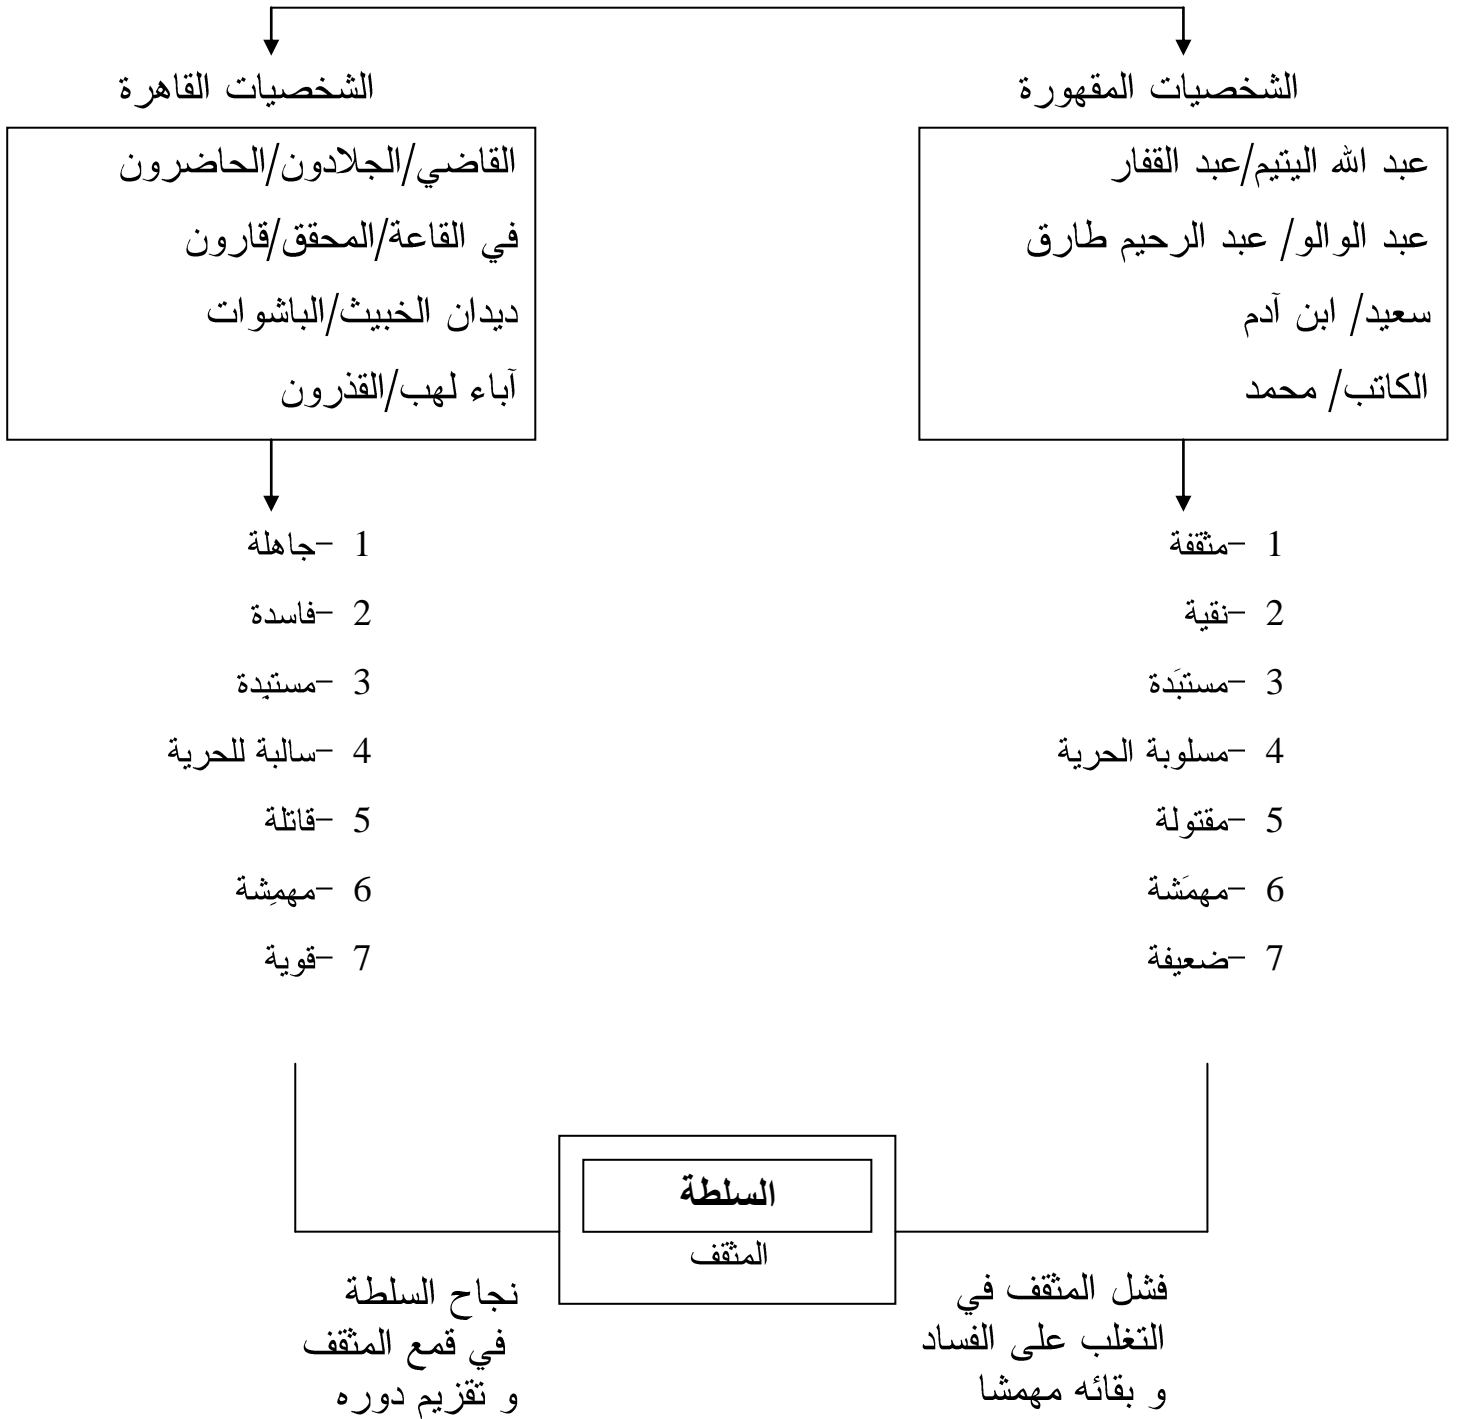 الشخصيات المقهورة
عبد الله اليتيم/عبد القفار
عبد الوالو/ عبد الرحيم طارق
سعيد/ ابن آدم
الكاتب/ محمد
1 -مثقفة
2 -نقية
3 -مستبَدة
4 -مسلوبة الحرية
5 -مقتولة
6 -مهمَشة
7 -ضعيفة
الشخصيات القاهرة
القاضي/الجلادون/الحاضرون
في القاعة/المحقق/قارون
ديدان الخبيث/الباشوات
آباء لهب/القذرون
1 -جاهلة
2 -فاسدة
3 -مستبِدة
4 -سالبة للحرية
5 -قاتلة
6 -مهمِشة
7 -قوية
السلطة
المثقف
فشل المثقف في
التغلب على الفساد
و بقائه مهمشا
نجاح السلطة
في قمع المثقف
و تقزيم دوره